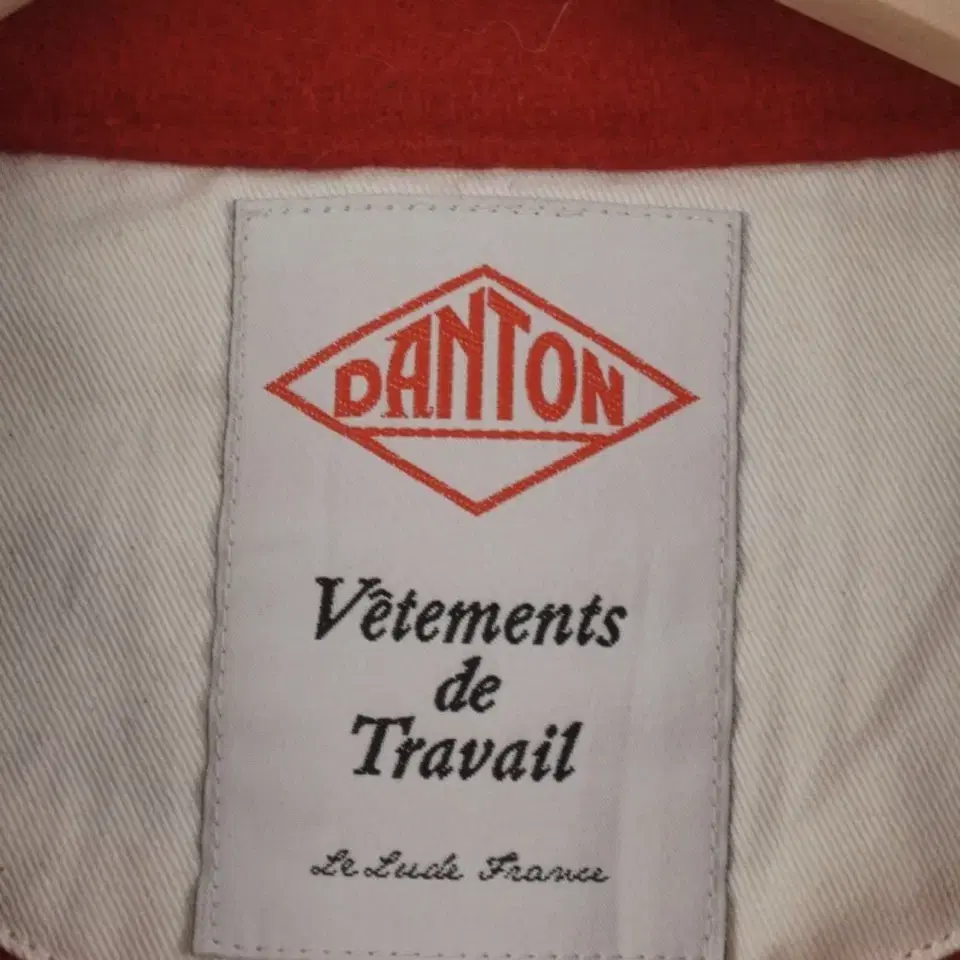 DANTON
Vêtements
de
Travail
Le Lude France